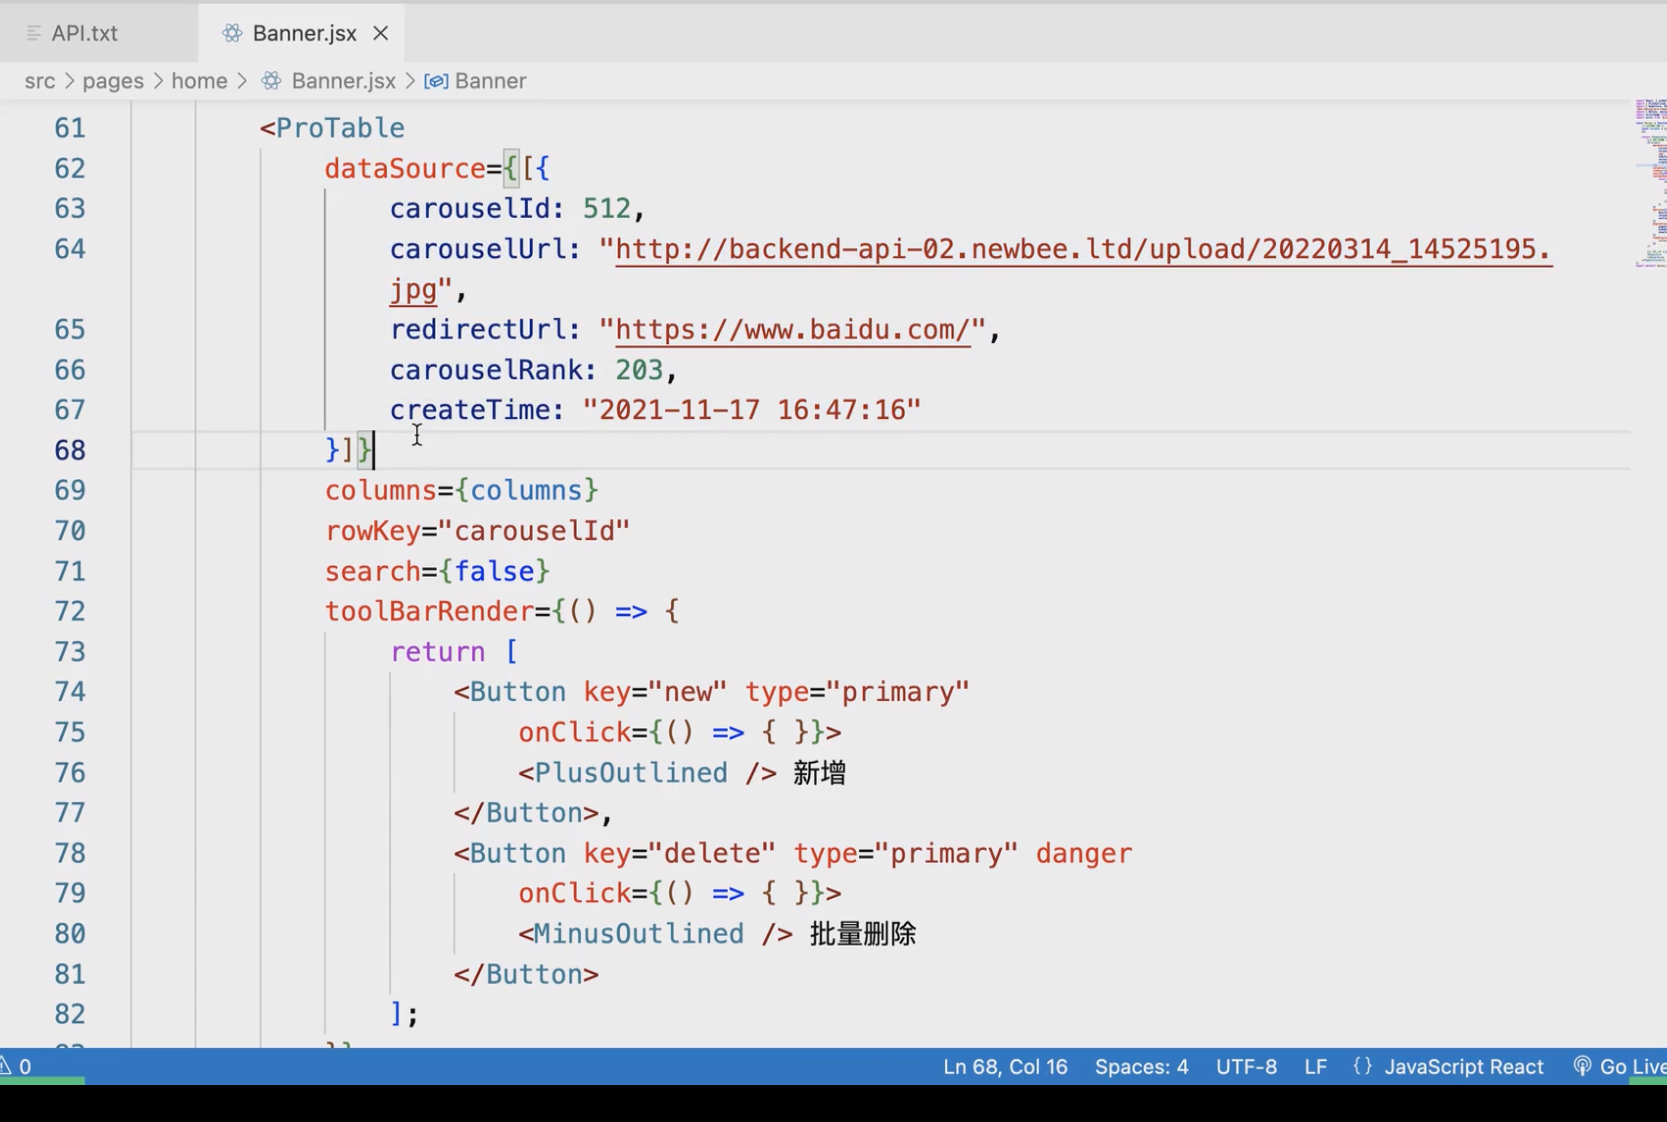 API.txt
Banner.jsx
src > pages > home > Banner.jsx > Banner
61 <ProTable
62 dataSource={[{
63 carouselId: 512,
64 carouselUrl: "http://backend-api-02.newbee.ltd/upload/20220314_14525195.
jpg",
65 redirectUrl: "https://www.baidu.com/",
66 carouselRank: 203,
67 createTime: "2021-11-17 16:47:16"
68 }]}
69 columns={columns}
70 rowKey="carouselId"
71 search={false}
72 toolBarRender={() => {
73 return [
74 <Button key="new" type="primary"
75 onClick={() => { }}>
76 <PlusOutlined /> 新增
77 </Button>,
78 <Button key="delete" type="primary" danger
79 onClick={() => { }}>
80 <MinusOutlined /> 批量删除
81 </Button>
82 ];
0 Ln 68, Col 16 Spaces: 4 UTF-8 LF {} JavaScript React Go Live